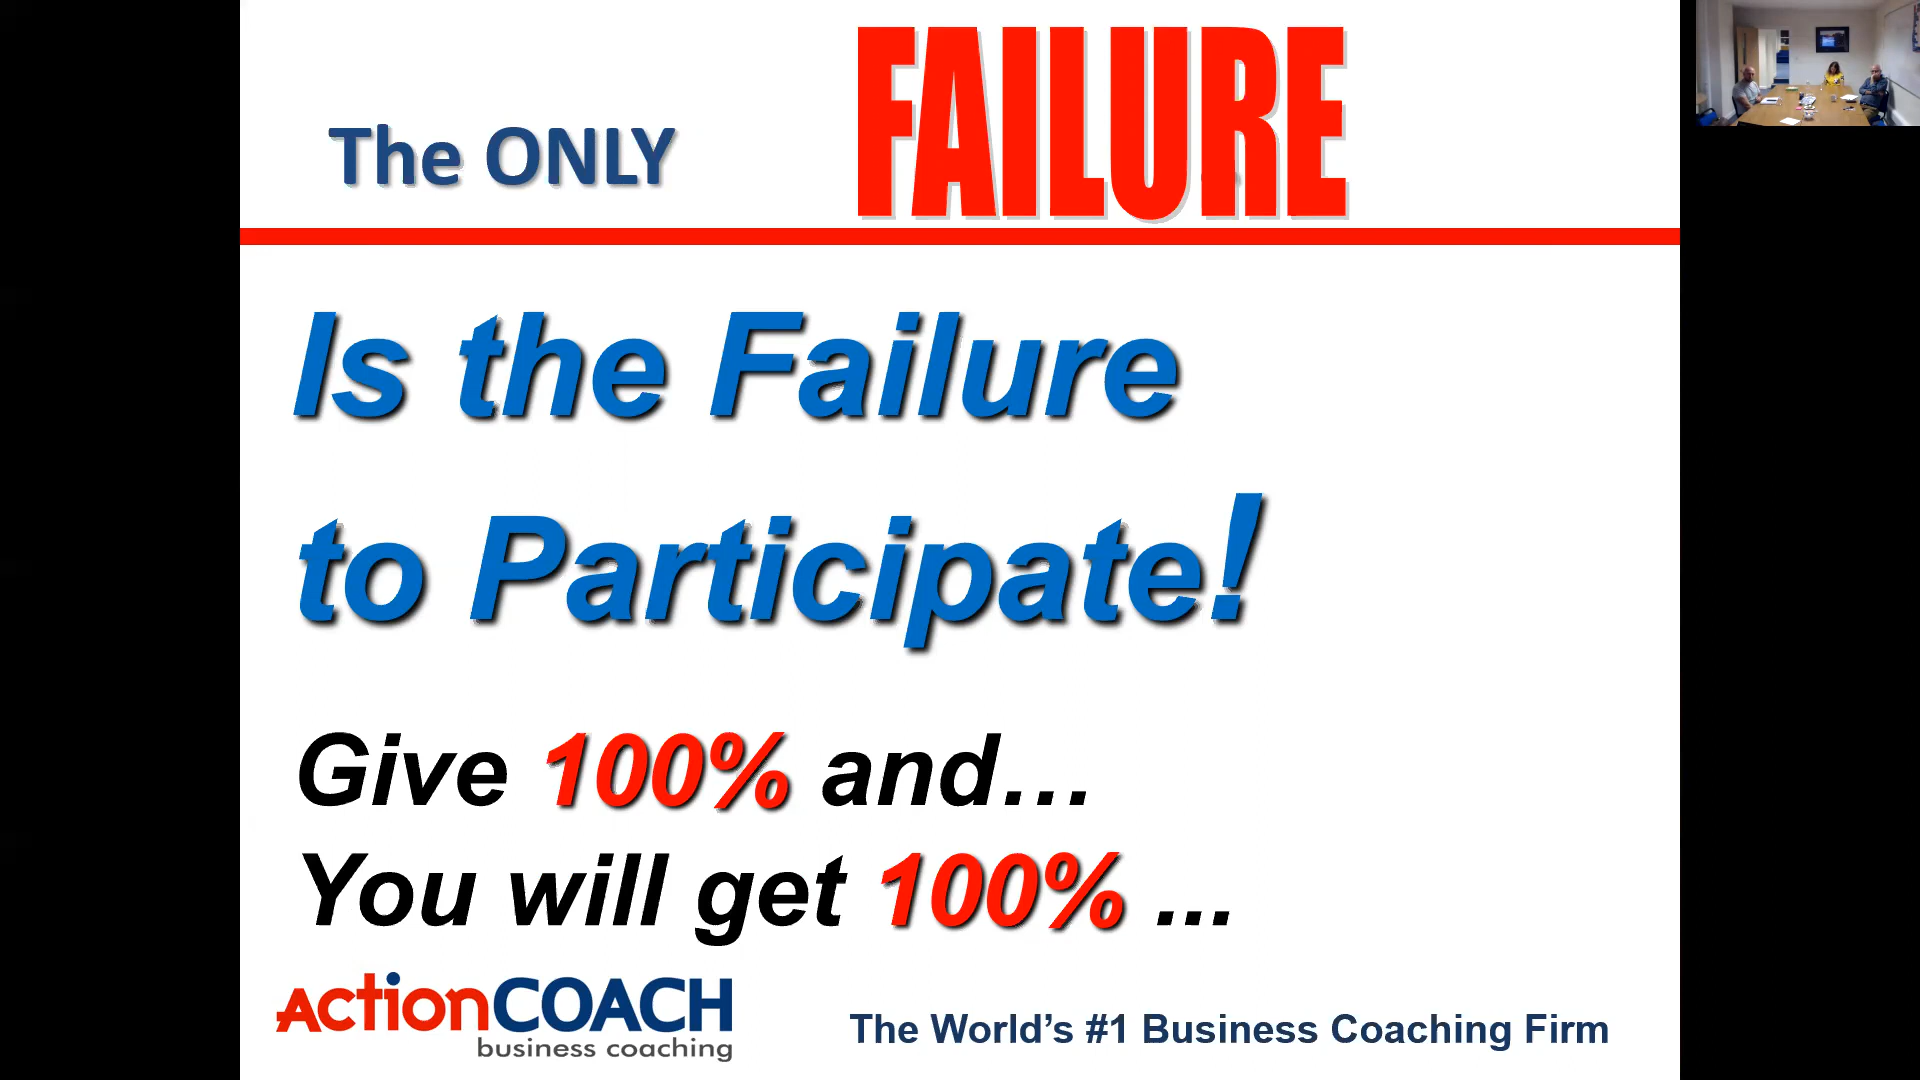 The ONLY FAILURE
Is the Failure
to Participate!
Give 100% and…
You will get 100% ...
ActionCOACH
business coaching
The World’s #1 Business Coaching Firm